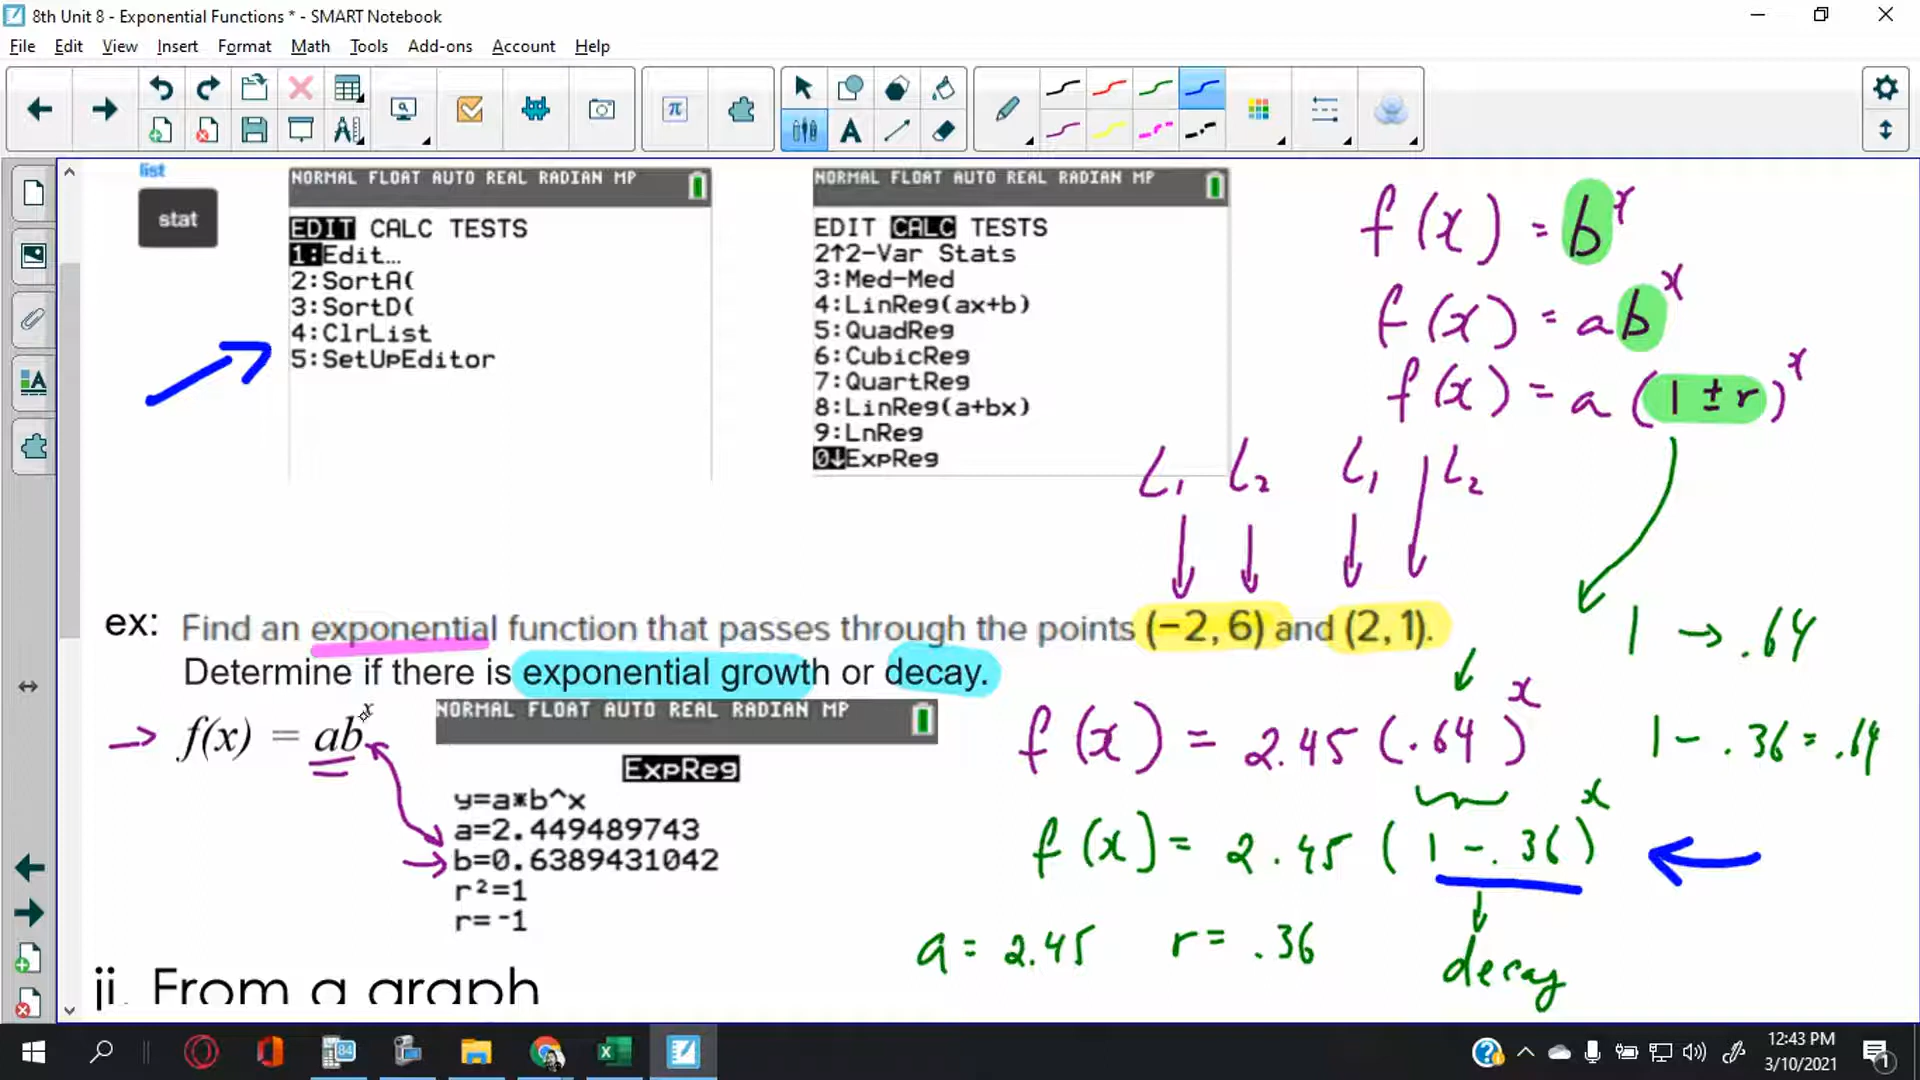 8th Unit 8 - Exponential Functions * - SMART Notebook
File Edit View Insert Format Math Tools Add-ons Account Help
list
stat
NORMAL FLOAT AUTO REAL RADIAN MP
EDIT CALC TESTS
1:Edit…
2:SortA(
3:SortD(
4:ClrList
5:SetUpEditor
NORMAL FLOAT AUTO REAL RADIAN MP
EDIT CALC TESTS
2↑2-Var Stats
3:Med-Med
4:LinReg(ax+b)
5:QuadReg
6:CubicReg
7:QuartReg
8:LinReg(a+bx)
9:LnReg
0↓ExpReg
f(x) = b^x
f(x) = ab^x
f(x) = a(1 ± r)^x
L₁ L₂ L₁ L₂
ex: Find an exponential function that passes through the points (−2, 6) and (2, 1).
Determine if there is exponential growth or decay.
1 → .64
f(x) = ab^x
NORMAL FLOAT AUTO REAL RADIAN MP
ExpReg
y=a*b^x
a=2.449489743
b=0.6389431042
r²=1
r=-1
f(x) = 2.45(.64)^x
1 - .36 = .64
f(x) = 2.45(1 - .36)^x
a = 2.45 r = .36
decay
ii. From a graph
84
12:43 PM
3/10/2021
1